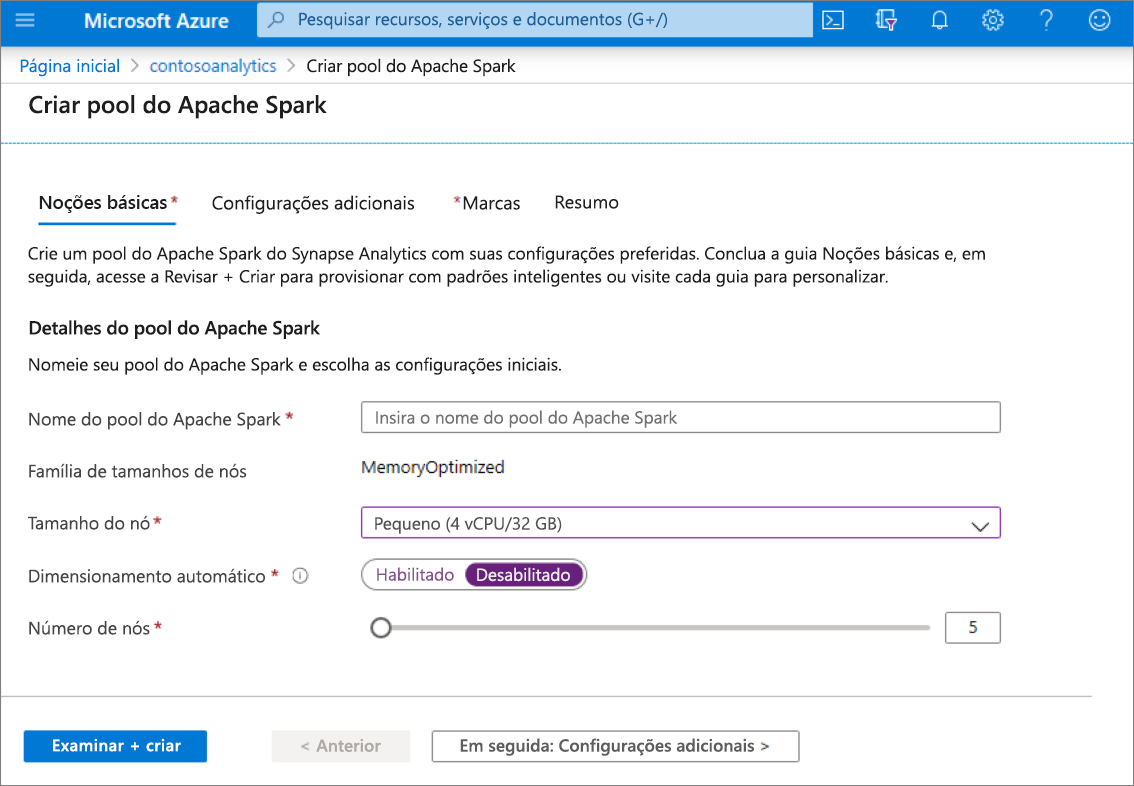 Microsoft Azure
Pesquisar recursos, serviços e documentos (G+/)
Página inicial > contosoanalytics > Criar pool do Apache Spark
Criar pool do Apache Spark
Noções básicas * Configurações adicionais *Marcas Resumo
Crie um pool do Apache Spark do Synapse Analytics com suas configurações preferidas. Conclua a guia Noções básicas e, em
seguida, acesse a Revisar + Criar para provisionar com padrões inteligentes ou visite cada guia para personalizar.
Detalhes do pool do Apache Spark
Nomeie seu pool do Apache Spark e escolha as configurações iniciais.
Nome do pool do Apache Spark * Insira o nome do pool do Apache Spark
Família de tamanhos de nós MemoryOptimized
Tamanho do nó * Pequeno (4 vCPU/32 GB)
Dimensionamento automático * Habilitado Desabilitado
Número de nós * 5
Examinar + criar < Anterior Em seguida: Configurações adicionais >